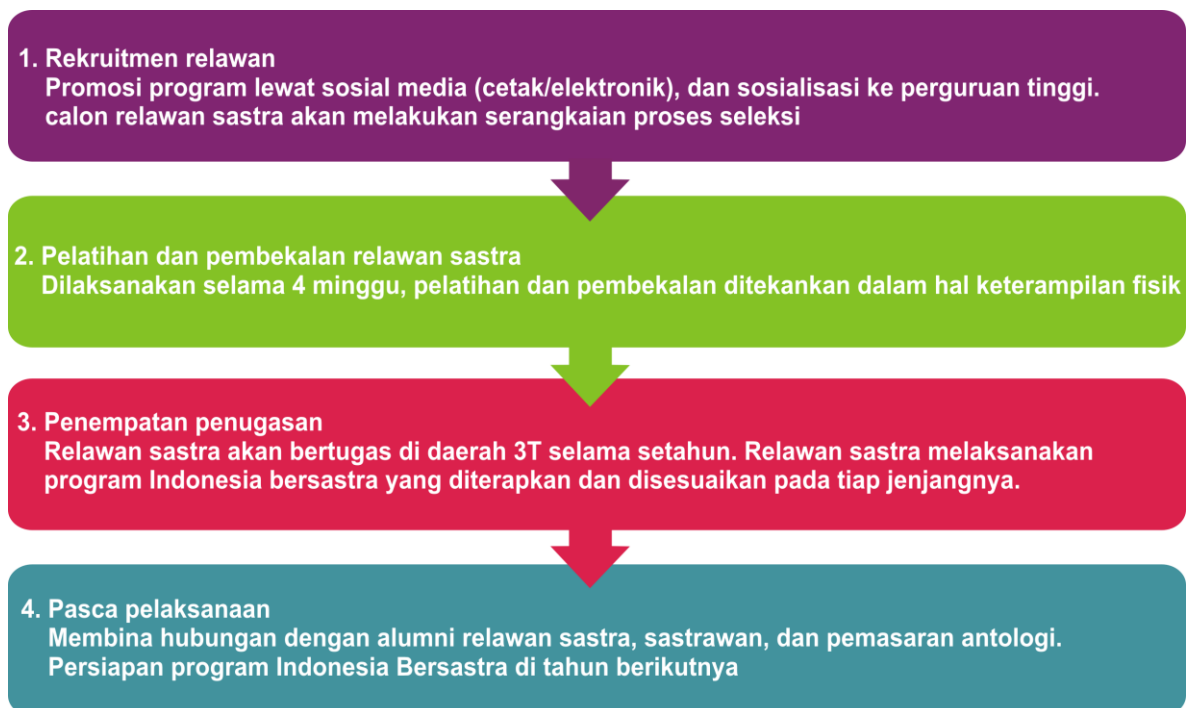 1. Rekruitmen relawan
Promosi program lewat sosial media (cetak/elektronik), dan sosialisasi ke perguruan tinggi.
calon relawan sastra akan melakukan serangkaian proses seleksi
2. Pelatihan dan pembekalan relawan sastra
Dilaksanakan selama 4 minggu, pelatihan dan pembekalan ditekankan dalam hal keterampilan fisik
3. Penempatan penugasan
Relawan sastra akan bertugas di daerah 3T selama setahun. Relawan sastra melaksanakan
program Indonesia bersastra yang diterapkan dan disesuaikan pada tiap jenjangnya.
4. Pasca pelaksanaan
Membina hubungan dengan alumni relawan sastra, sastrawan, dan pemasaran antologi.
Persiapan program Indonesia Bersastra di tahun berikutnya